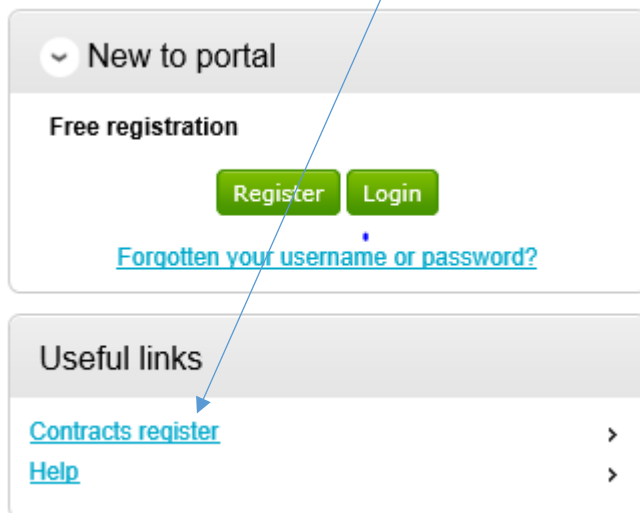 New to portal
Free registration
Register Login
Forgotten your username or password?
Useful links
Contracts register
Help